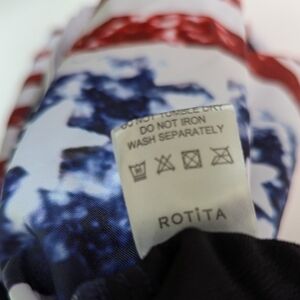 DO NOT TUMBLE DRY
DO NOT IRON
WASH SEPARATELY
ROTITA